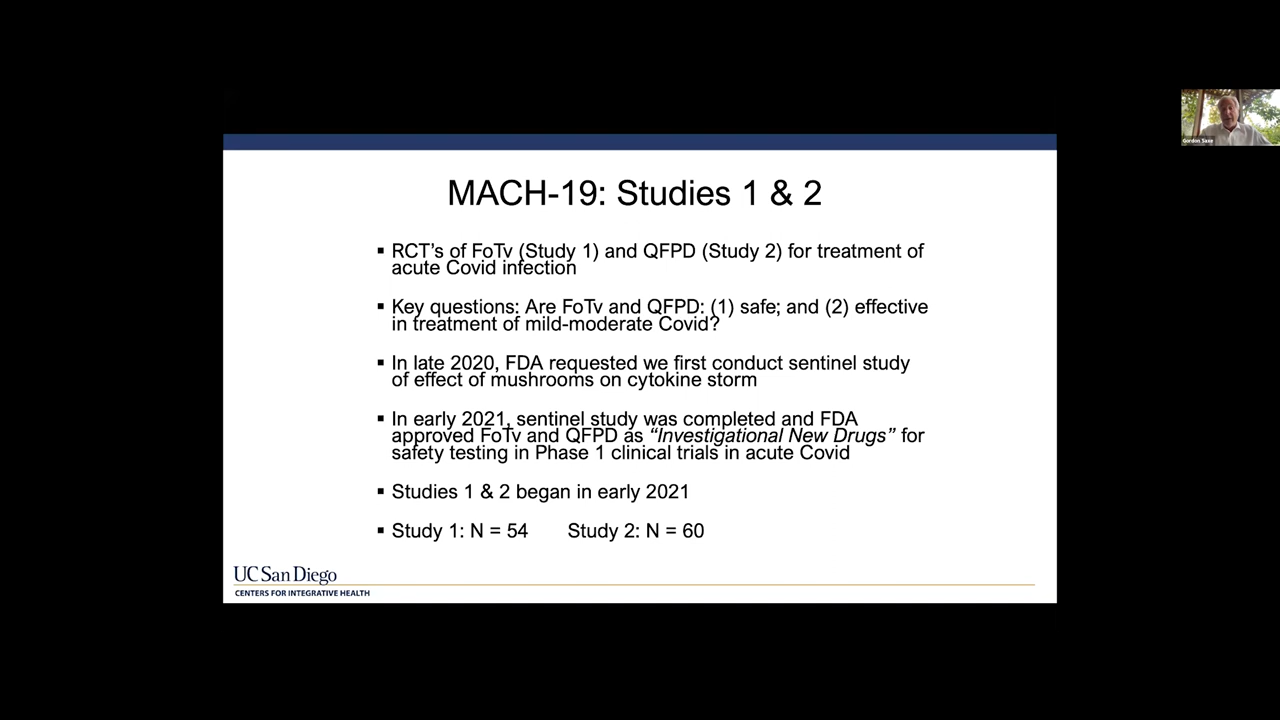 MACH-19: Studies 1 & 2
▪ RCT's of FoTv (Study 1) and QFPD (Study 2) for treatment of
acute Covid infection
▪ Key questions: Are FoTv and QFPD: (1) safe; and (2) effective
in treatment of mild-moderate Covid?
▪ In late 2020, FDA requested we first conduct sentinel study
of effect of mushrooms on cytokine storm
▪ In early 2021, sentinel study was completed and FDA
approved FoTv and QFPD as “Investigational New Drugs” for
safety testing in Phase 1 clinical trials in acute Covid
▪ Studies 1 & 2 began in early 2021
▪ Study 1: N = 54 Study 2: N = 60
UC San Diego
CENTERS FOR INTEGRATIVE HEALTH
Gordon Saxe